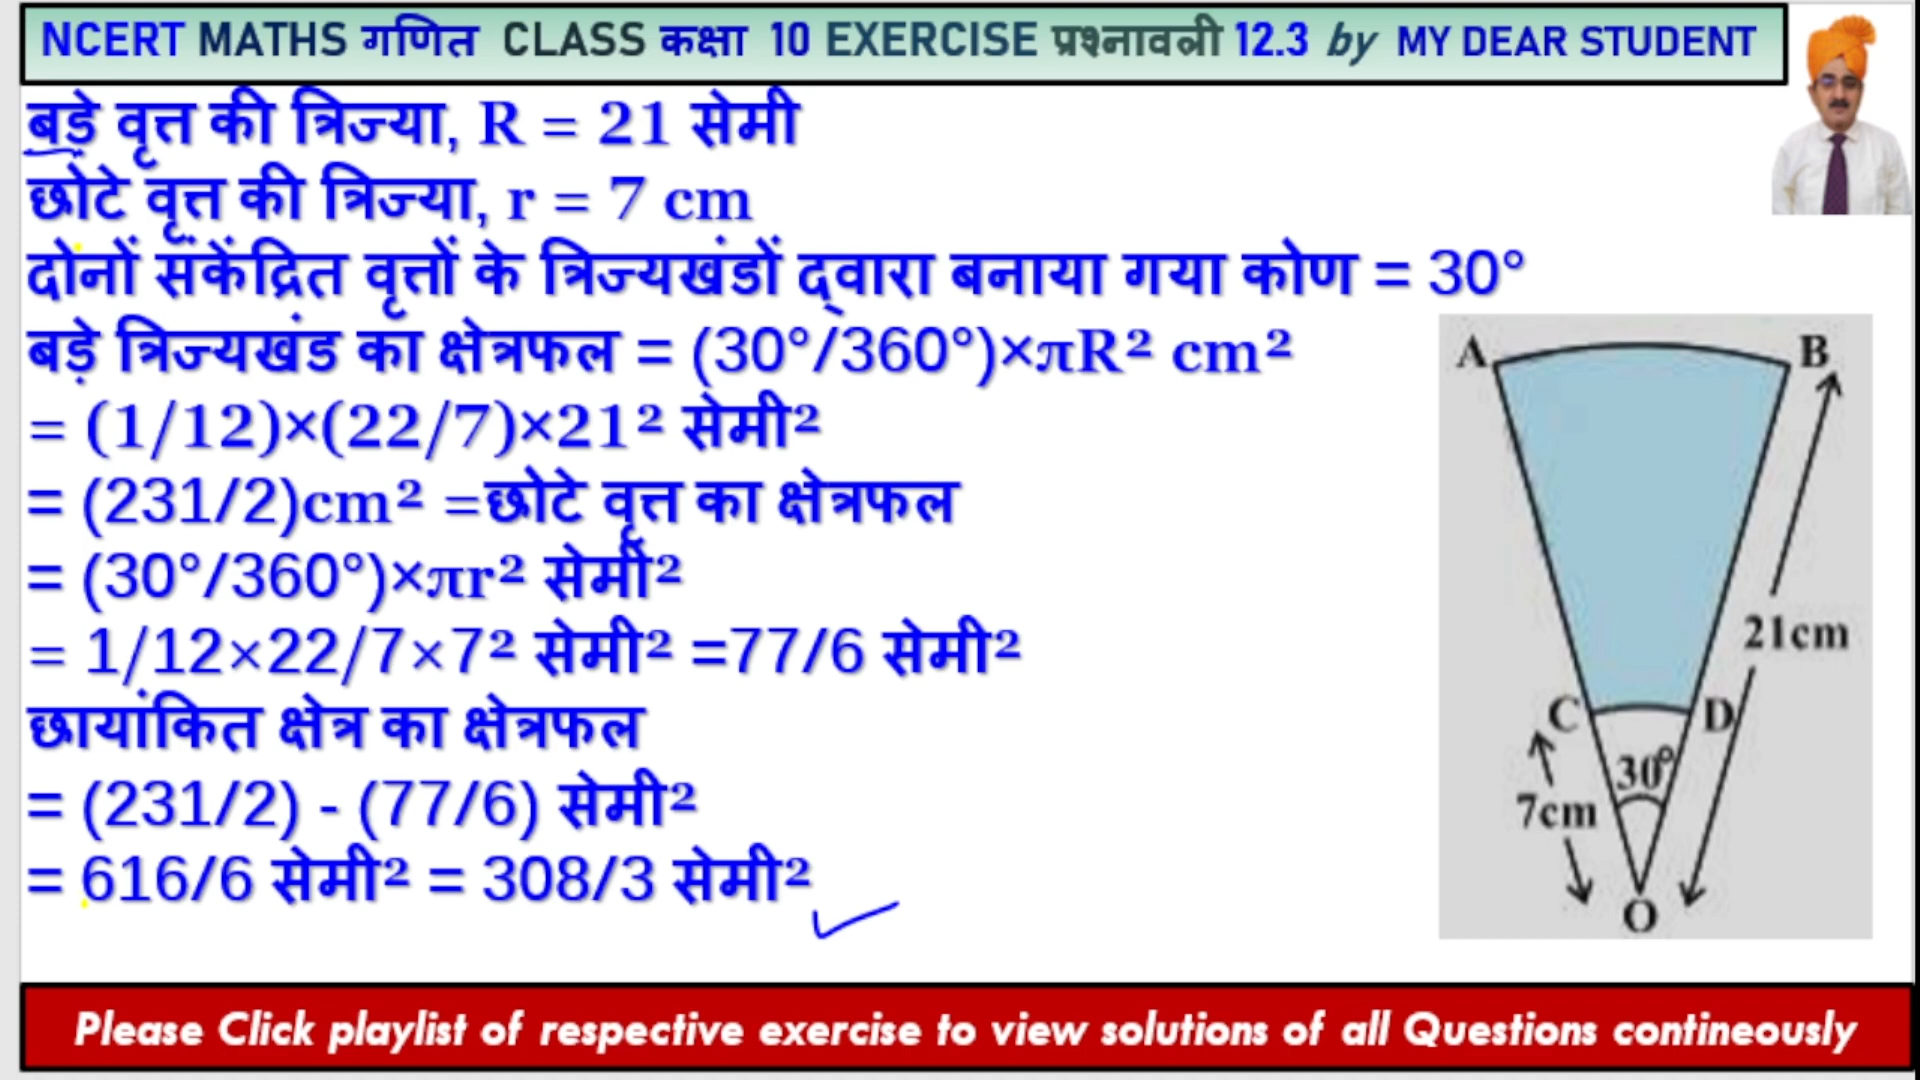 NCERT MATHS गणित CLASS कक्षा 10 EXERCISE प्रश्नावली 12.3 by MY DEAR STUDENT
बड़े वृत्त की त्रिज्या, R = 21 सेमी
छोटे वृत्त की त्रिज्या, r = 7 cm
दोनों संकेंद्रित वृत्तों के त्रिज्यखंडों द्वारा बनाया गया कोण = 30°
बड़े त्रिज्यखंड का क्षेत्रफल = (30°/360°)×πR² cm²
= (1/12)×(22/7)×21² सेमी²
= (231/2)cm² =छोटे वृत्त का क्षेत्रफल
= (30°/360°)×πr² सेमी²
= 1/12×22/7×7² सेमी² =77/6 सेमी²
छायांकित क्षेत्र का क्षेत्रफल
= (231/2) - (77/6) सेमी²
= 616/6 सेमी² = 308/3 सेमी²
A B
21cm
C D
30°
7cm
O
Please Click playlist of respective exercise to view solutions of all Questions contineously